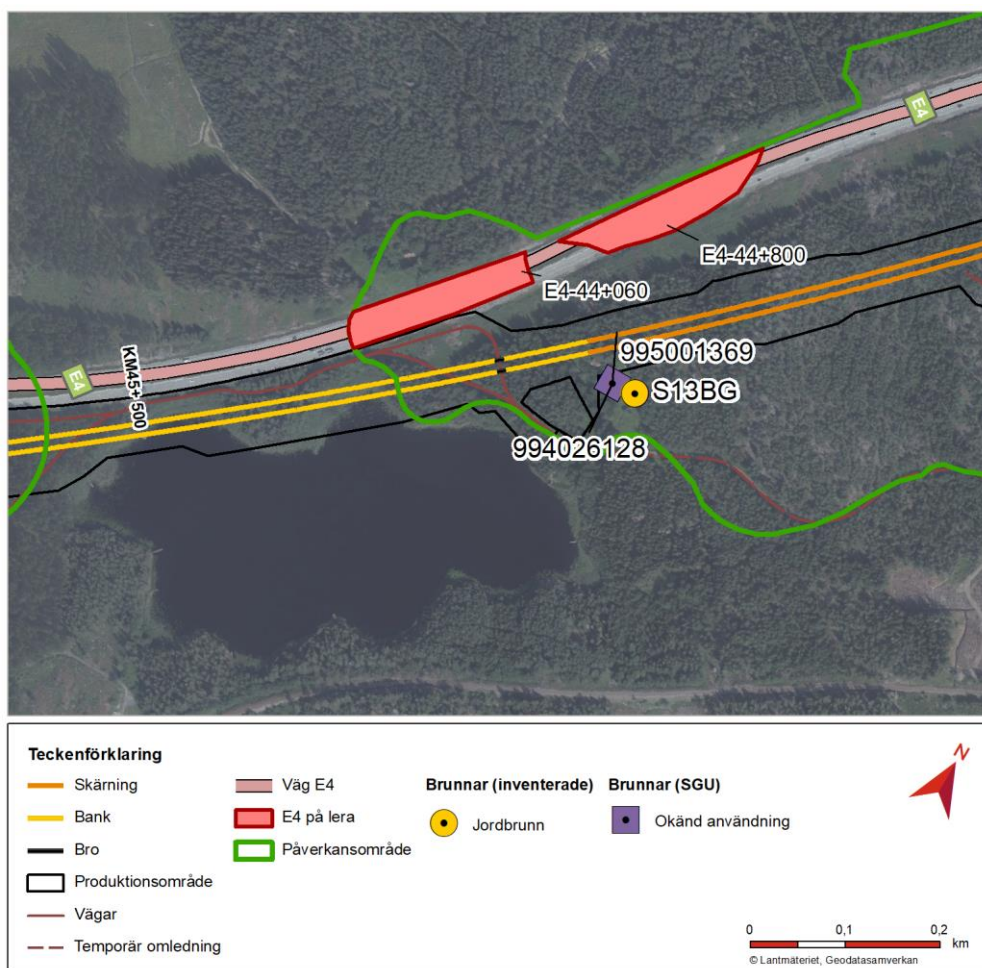 E4
E4-44+800
E4-44+060
995001369
KM45+500
E4
S13BG
994026128
Teckenförklaring
Skärning
Bank
Bro
Produktionsområde
Vägar
Temporär omledning
Väg E4
E4 på lera
Påverkansområde
Brunnar (inventerade)
Jordbrunn
Brunnar (SGU)
Okänd användning
N
0 0,1 0,2
km
© Lantmäteriet, Geodatasamverkan